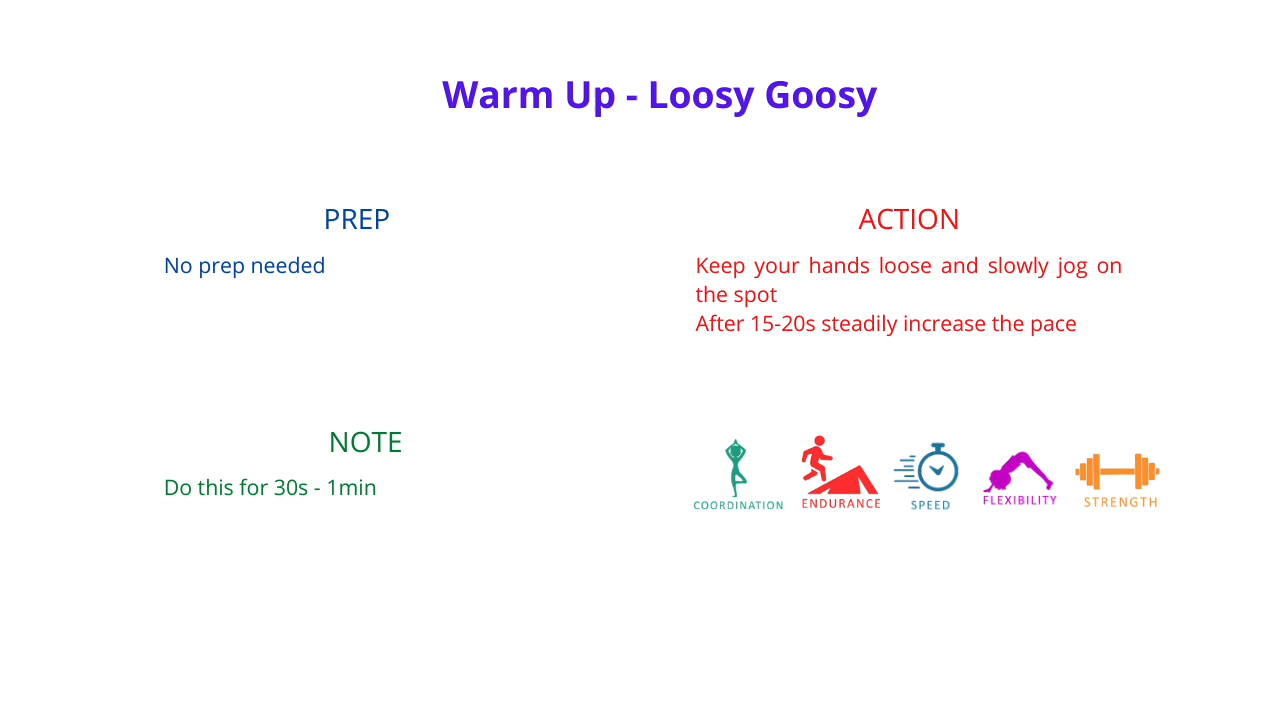 Warm Up - Loosy Goosy
PREP
No prep needed
ACTION
Keep your hands loose and slowly jog on
the spot
After 15-20s steadily increase the pace
NOTE
Do this for 30s - 1min
COORDINATION
ENDURANCE
SPEED
FLEXIBILITY
STRENGTH